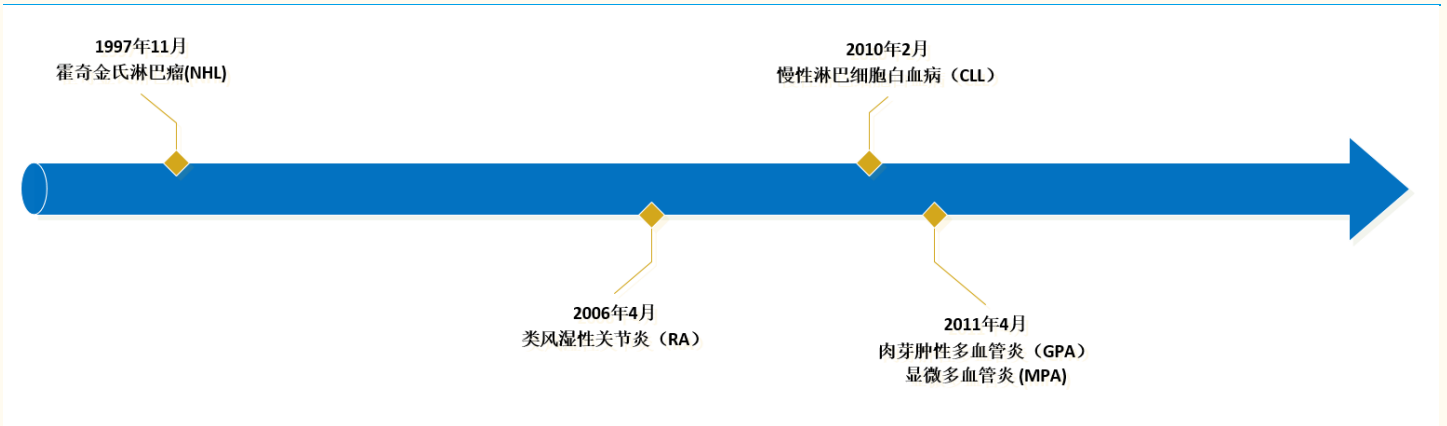 1997年11月
霍奇金氏淋巴瘤(NHL)
2010年2月
慢性淋巴细胞白血病（CLL）
2006年4月
类风湿性关节炎（RA）
2011年4月
肉芽肿性多血管炎（GPA）
显微多血管炎 (MPA)